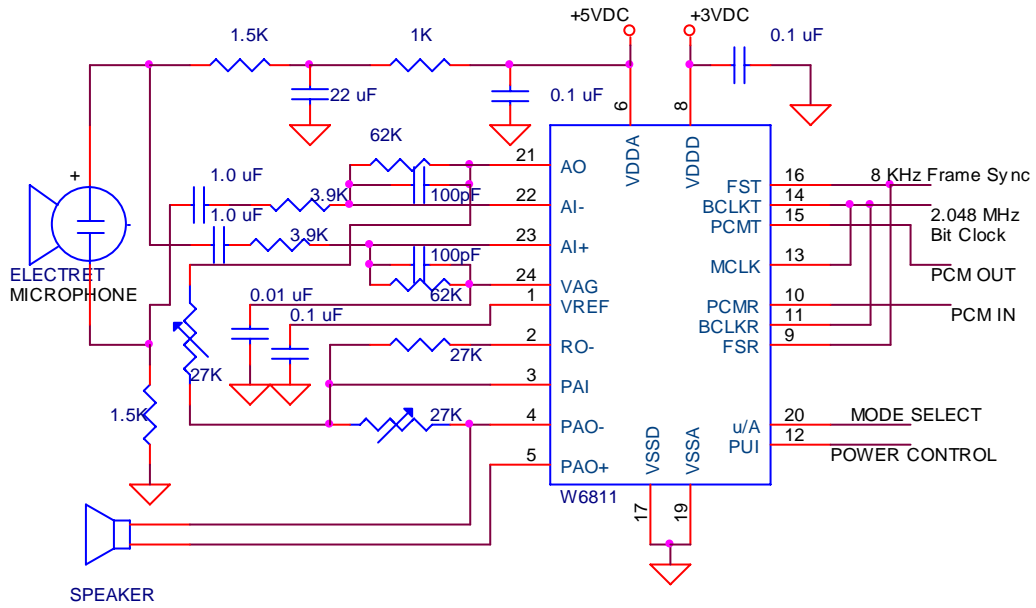 +5VDC
+3VDC
1.5K
1K
0.1 uF
22 uF
0.1 uF
6
8
VDDA
VDDD
62K
21
AO
1.0 uF
100pF
3.9K
22
AI-
1.0 uF
3.9K
23
AI+
+
100pF
62K
24
VAG
ELECTRET
MICROPHONE
0.01 uF
0.1 uF
1
VREF
27K
2
RO-
27K
3
PAI
1.5K
27K
4
PAO-
5
PAO+
W6811
SPEAKER
FST
16
8 KHz Frame Sync
BCLKT
14
2.048 MHz
Bit Clock
PCMT
15
MCLK
13
PCM OUT
PCMR
10
PCM IN
BCLKR
11
FSR
9
u/A
20
MODE SELECT
PUI
12
POWER CONTROL
VSSD
VSSA
17
19